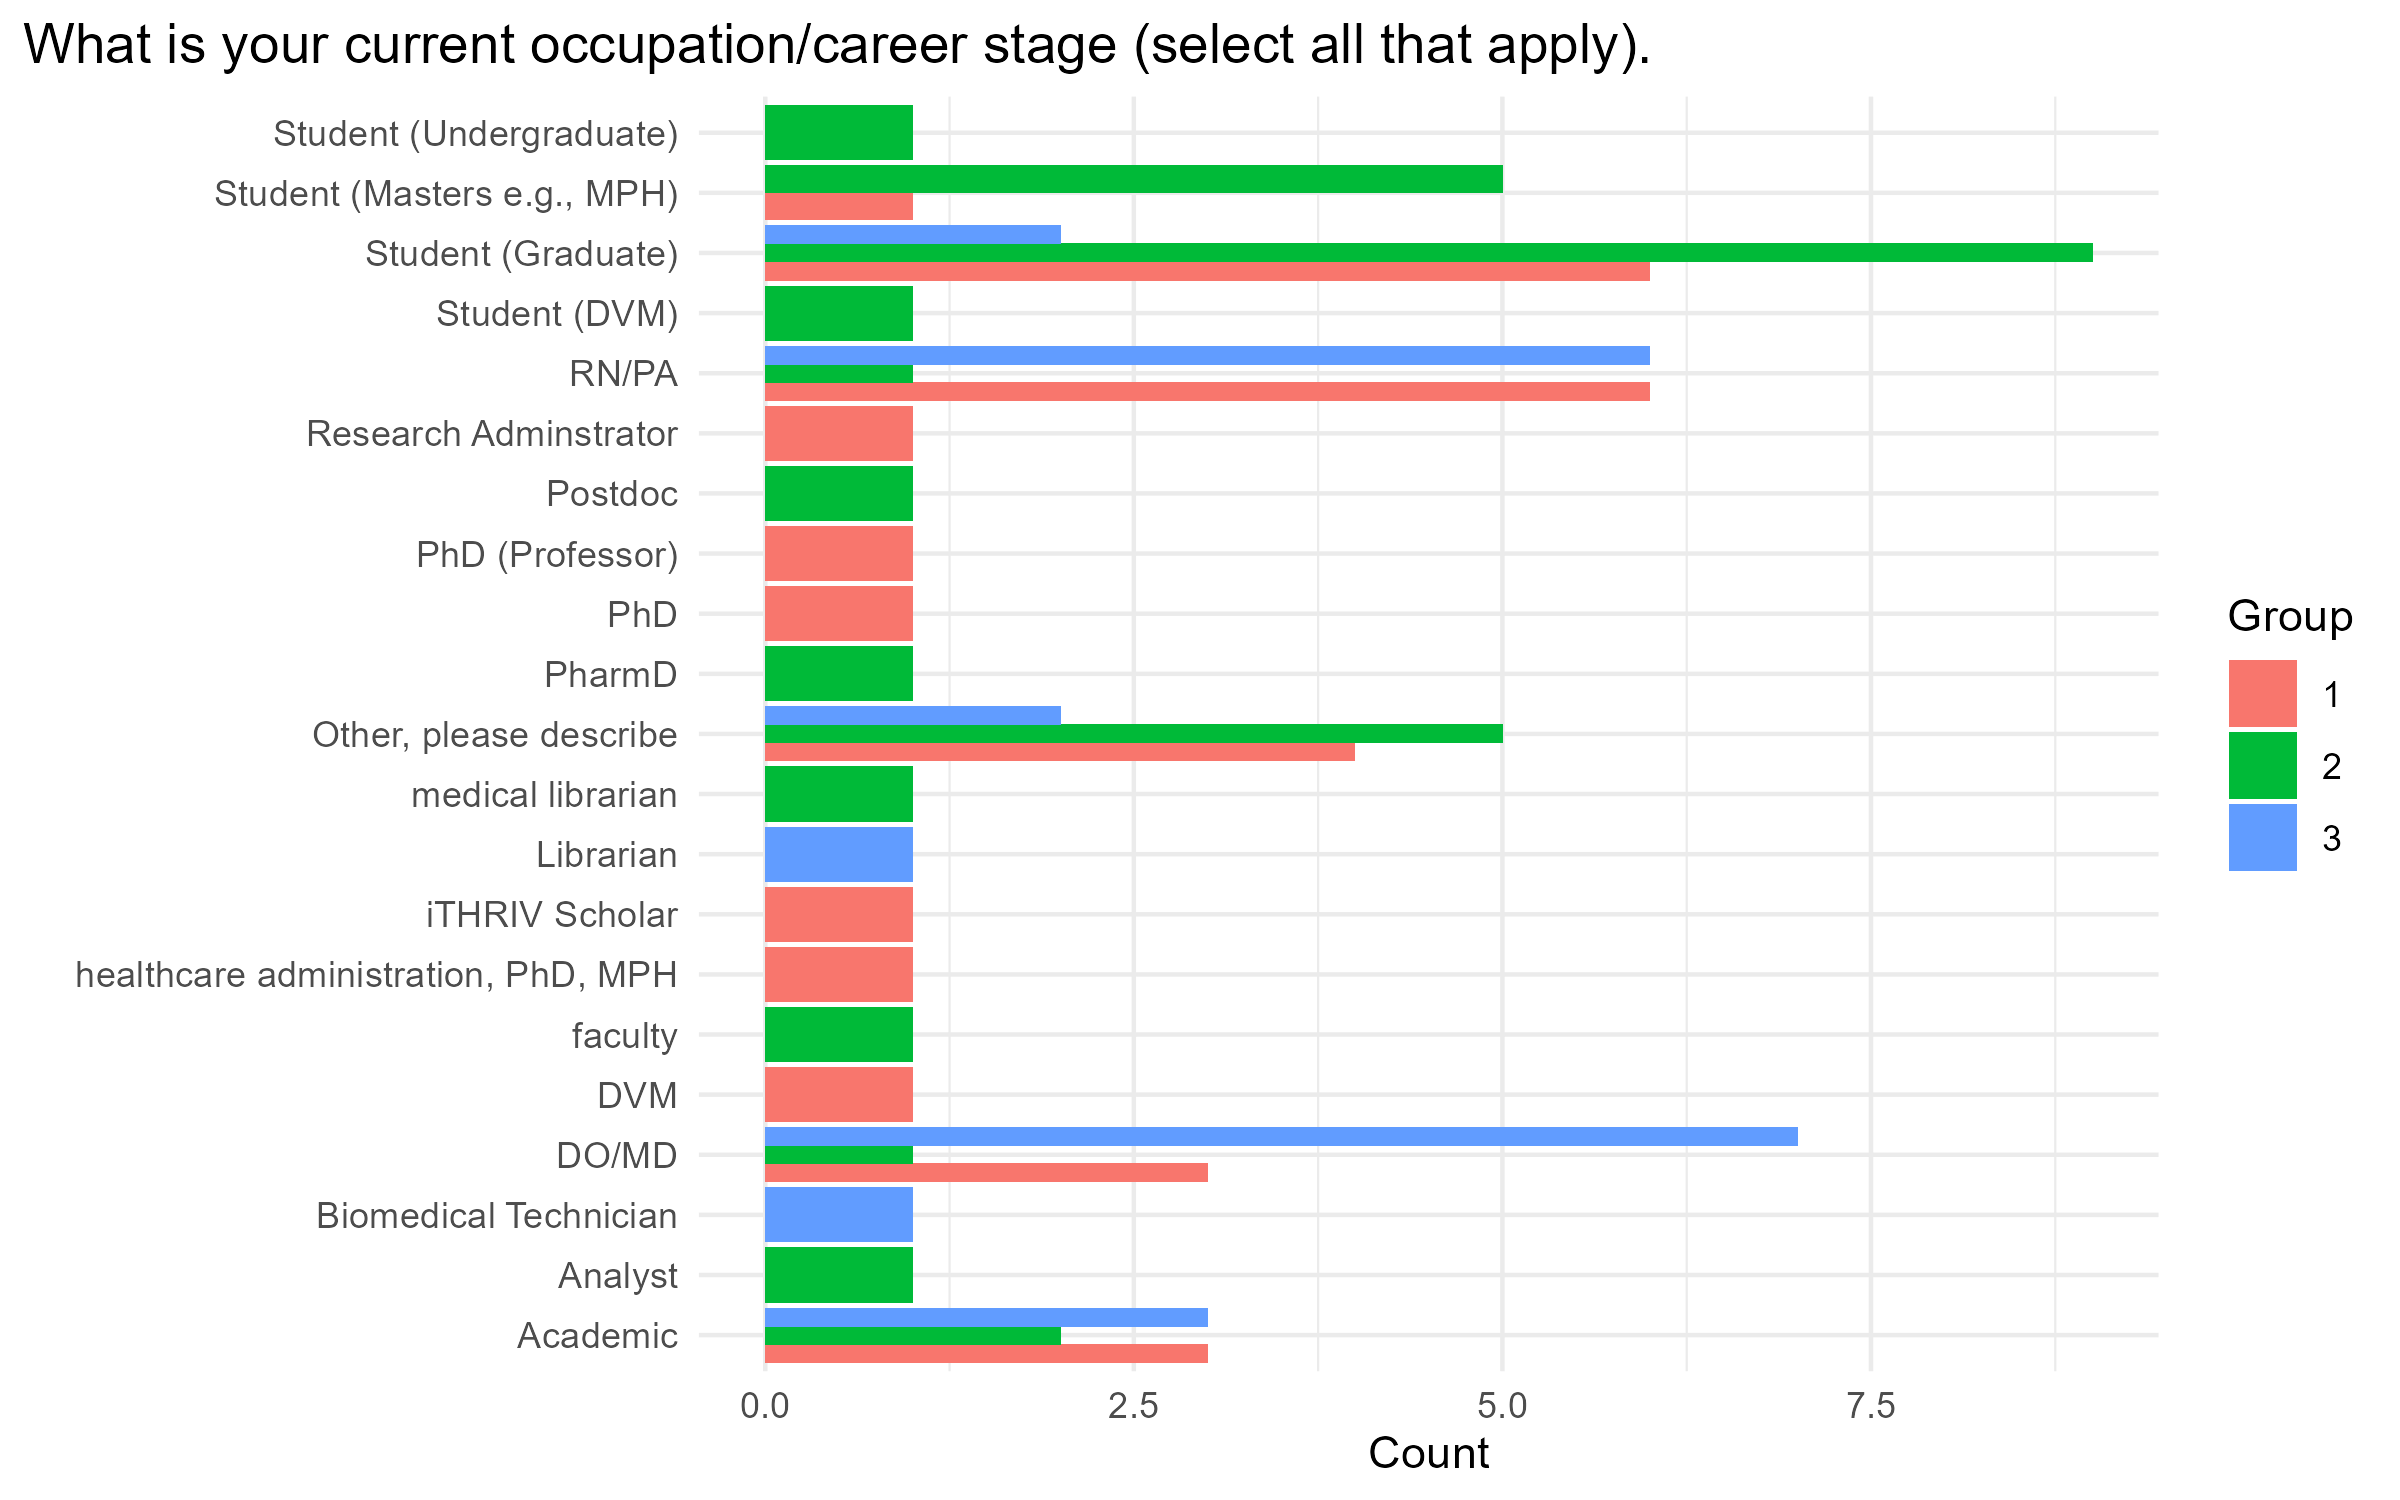 What is your current occupation/career stage (select all that apply).
Student (Undergraduate)
Student (Masters e.g., MPH)
Student (Graduate)
Student (DVM)
RN/PA
Research Adminstrator
Postdoc
PhD (Professor)
PhD
PharmD
Other, please describe
medical librarian
Librarian
iTHRIV Scholar
healthcare administration, PhD, MPH
faculty
DVM
DO/MD
Biomedical Technician
Analyst
Academic
0.0 2.5 5.0 7.5
Count
Group
1
2
3